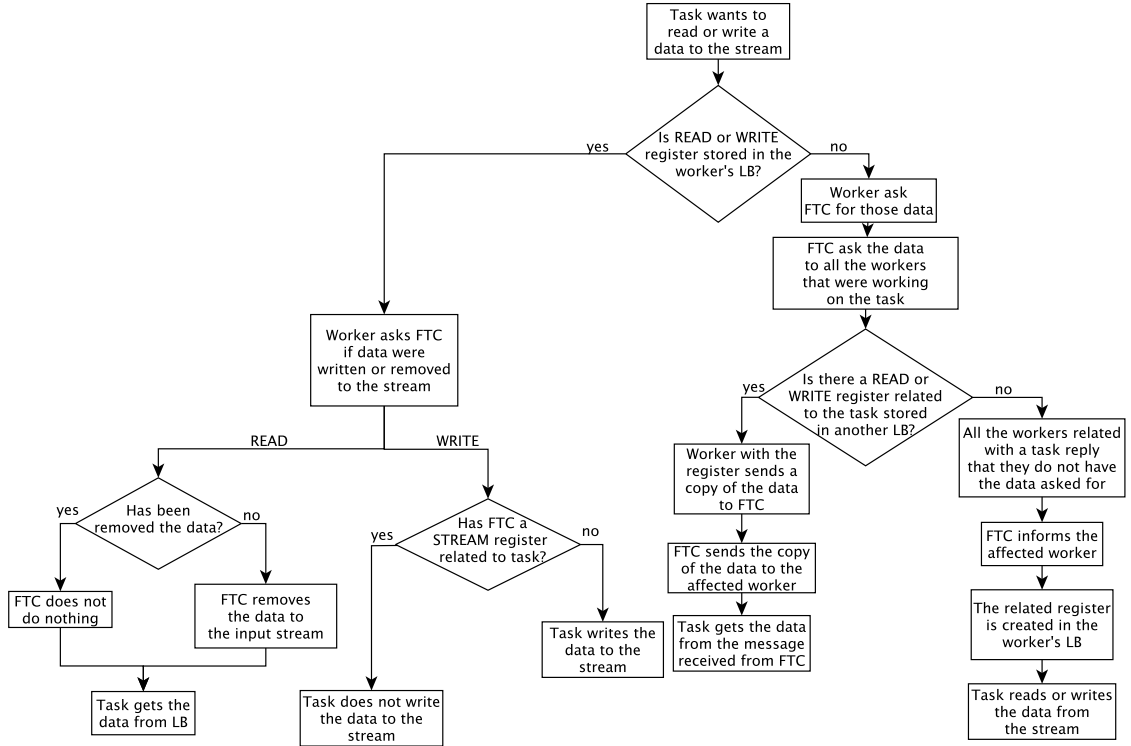 Task wants to
read or write a
data to the stream
Is READ or WRITE
register stored in the
worker's LB?
yes
no
Worker ask
FTC for those data
FTC ask the data
to all the workers
that were working
on the task
Worker asks FTC
if data were
written or removed
to the stream
Is there a READ or
WRITE register related
to the task stored
in another LB?
yes
no
READ
WRITE
Worker with the
register sends a
copy of the data
to FTC
All the workers related
with a task reply
that they do not have
the data asked for
Has been
removed the data?
yes
no
Has FTC a
STREAM register
related to task?
yes
no
FTC sends the copy
of the data to the
affected worker
FTC informs the
affected worker
FTC does not
do nothing
FTC removes
the data to
the input stream
Task writes the
data to the
stream
Task gets the data
from the message
received from FTC
The related register
is created in the
worker's LB
Task gets the
data from LB
Task does not write
the data to the
stream
Task reads or writes
the data from
the stream